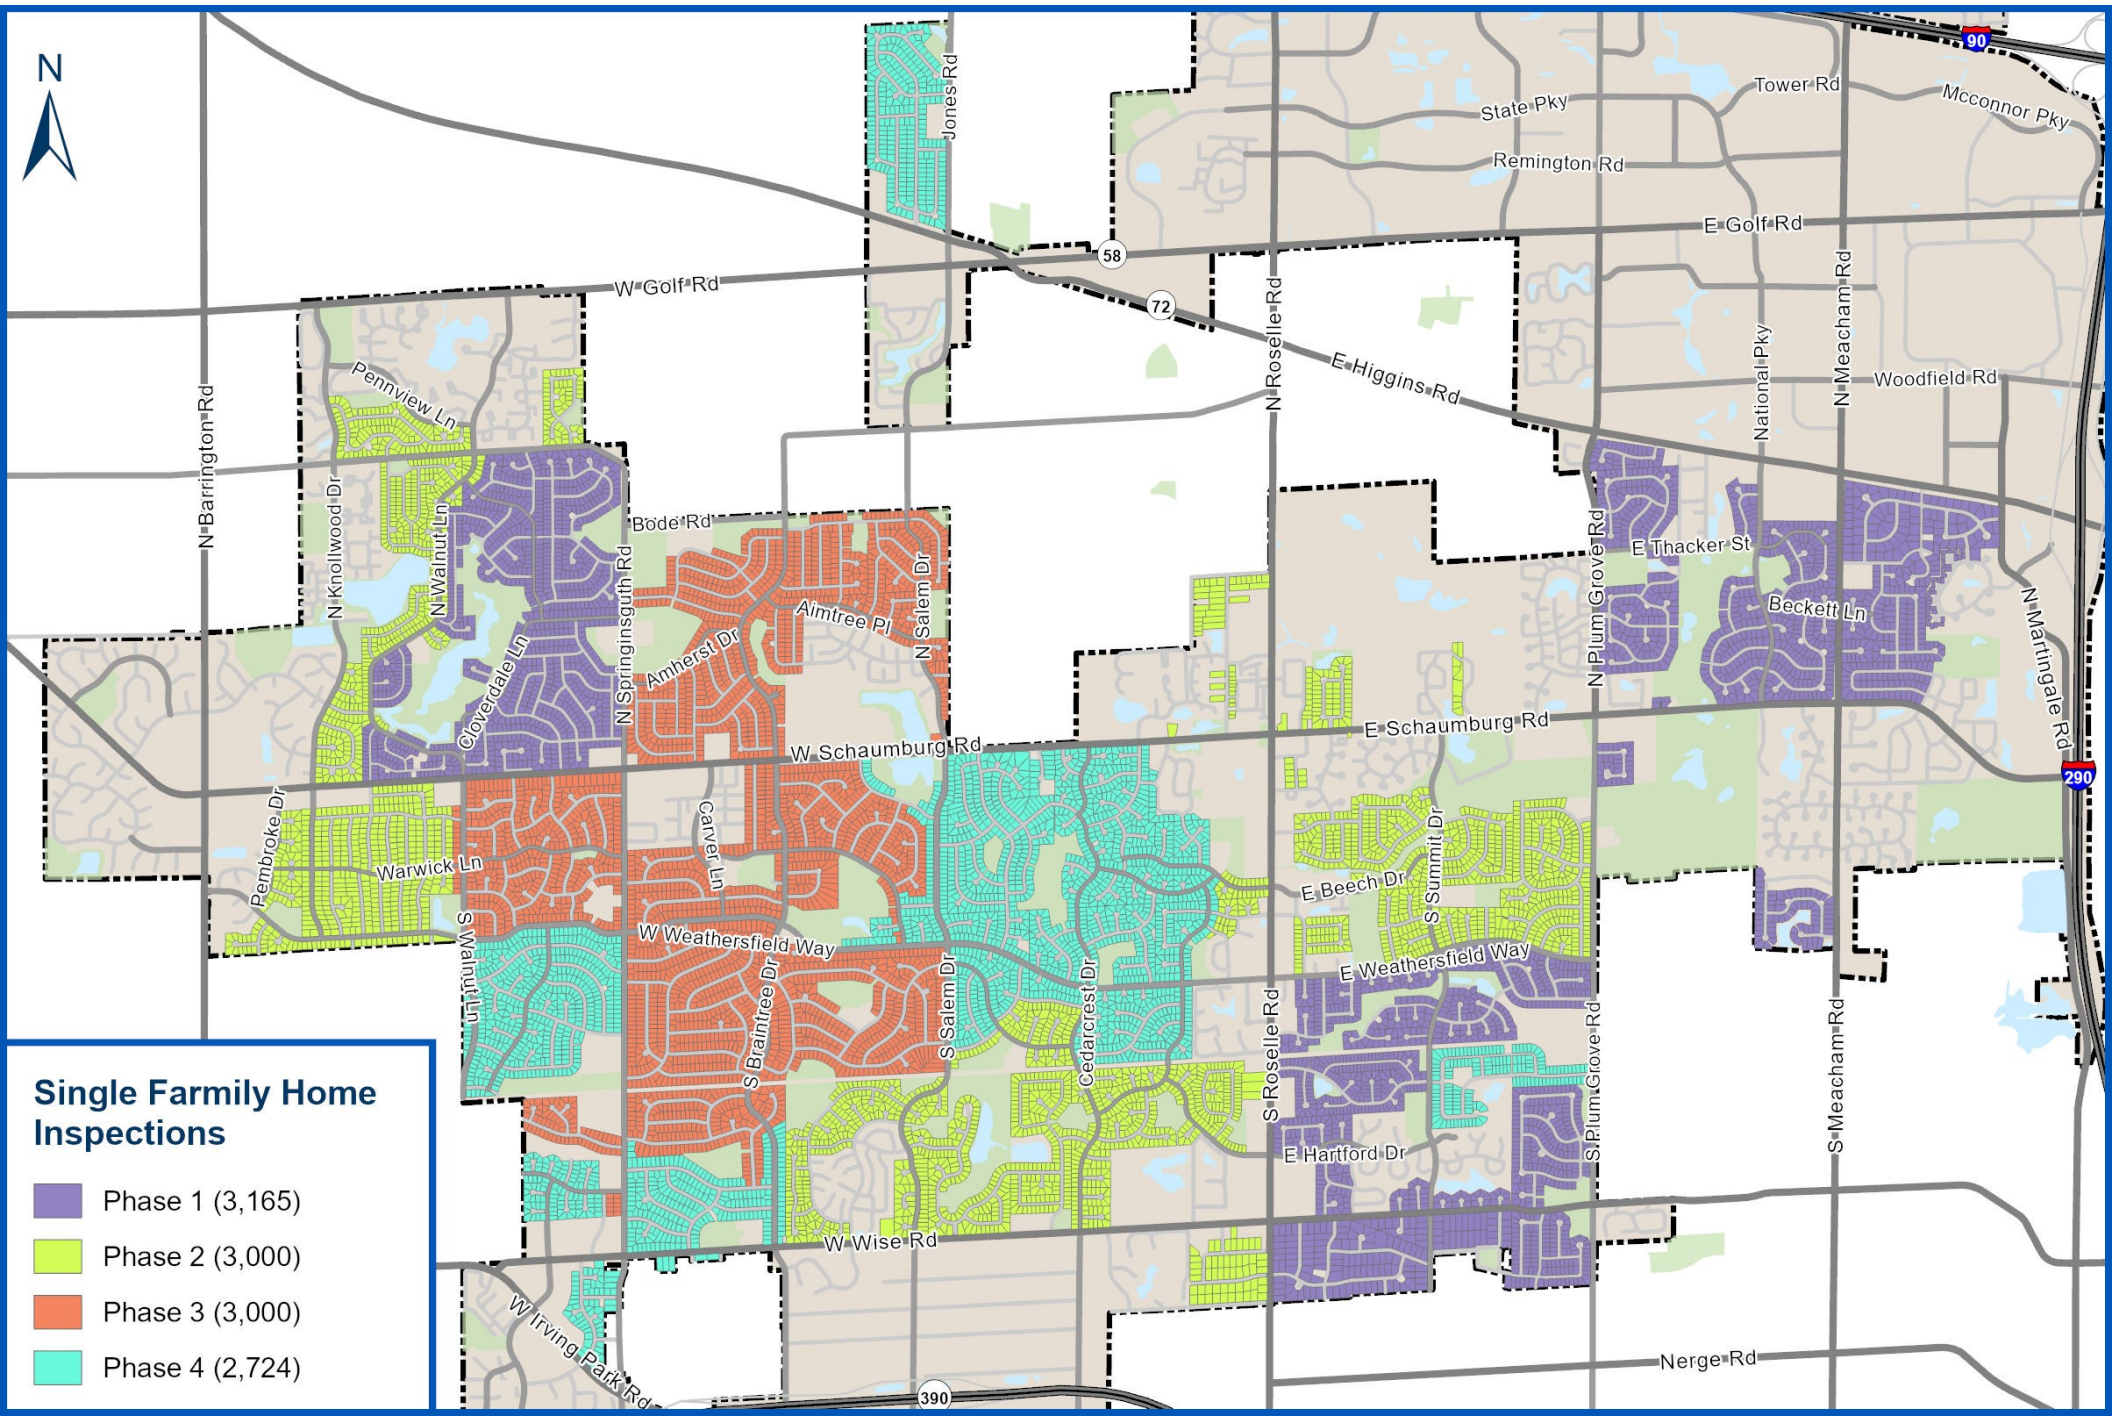 N
90
Jones Rd
Tower Rd
Mcconnor Pky
State Pky
Remington Rd
E Golf Rd
58
W Golf Rd
72
N Roselle Rd
N Meacham Rd
E Higgins Rd
National Pky
Woodfield Rd
Pennview Ln
N Barrington Rd
N Knollwood Dr
N Walnut Ln
Bode Rd
N Springinsguth Rd
N Salem Dr
Aimtree Pl
Amherst Dr
Cloverdale Ln
N Plum Grove Rd
E Thacker St
Beckett Ln
N Martingale Rd
E Schaumburg Rd
W Schaumburg Rd
290
Pembroke Dr
Carver Ln
Warwick Ln
S Summit Dr
E Beech Dr
S Walnut Ln
W Weathersfield Way
E Weathersfield Way
S Braintree Dr
S Salem Dr
Cedarcrest Dr
S Roselle Rd
S Plum Grove Rd
S Meacham Rd
E Hartford Dr
W Wise Rd
W Irving Park Rd
Nerge Rd
390
Single Farmily Home
Inspections
Phase 1 (3,165)
Phase 2 (3,000)
Phase 3 (3,000)
Phase 4 (2,724)